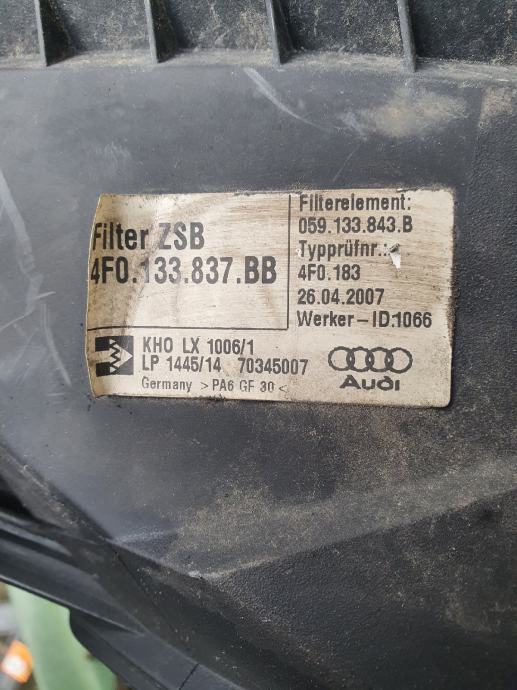 Filter ZSB
4F0.133.837.BB
Filterelement:
059.133.843.B
Typprüfnr.:
4F0.183
26.04.2007
Werker-ID:1066
KHO LX 1006/1
LP 1445/14 70345007
Germany >PA6 GF 30<
Audi